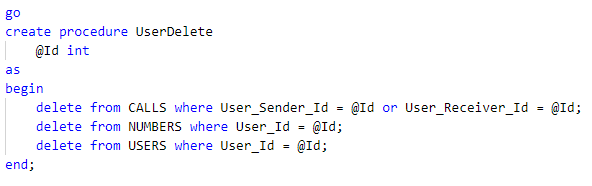 go
create procedure UserDelete
    @Id int
as
begin
    delete from CALLS where User_Sender_Id = @Id or User_Receiver_Id = @Id;
    delete from NUMBERS where User_Id = @Id;
    delete from USERS where User_Id = @Id;
end;